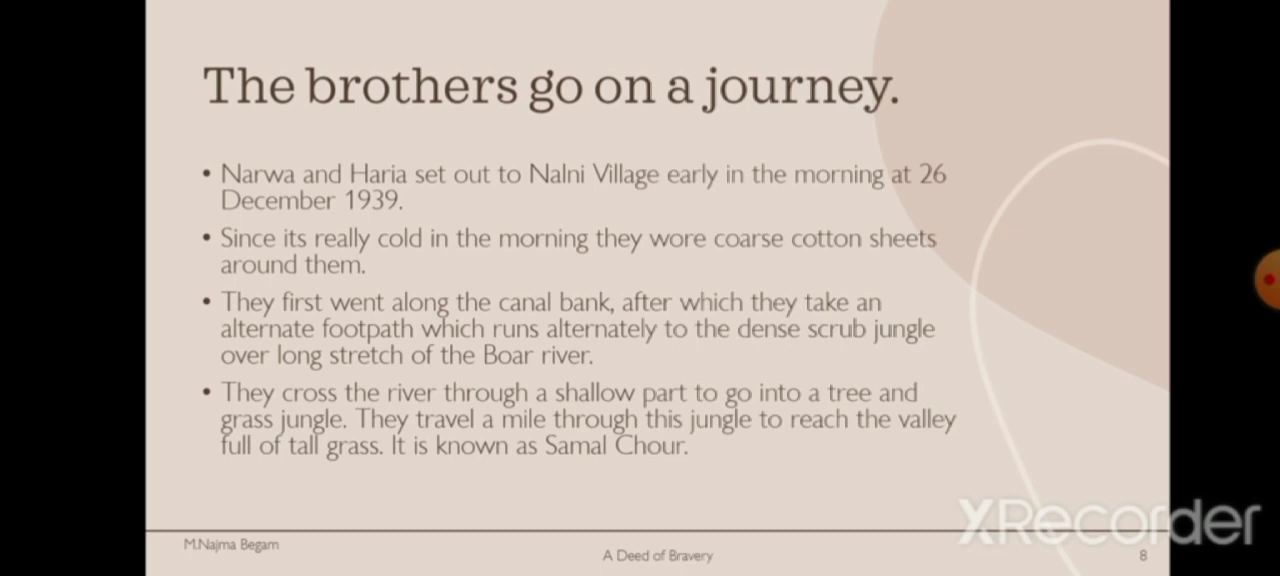 The brothers go on a journey.
• Narwa and Haria set out to Nalni Village early in the morning at 26
December 1939.
• Since its really cold in the morning they wore coarse cotton sheets
around them.
• They first went along the canal bank, after which they take an
alternate footpath which runs alternately to the dense scrub jungle
over long stretch of the Boar river.
• They cross the river through a shallow part to go into a tree and
grass jungle. They travel a mile through this jungle to reach the valley
full of tall grass. It is known as Samal Chour.
M.Najma Begam
A Deed of Bravery
8
XRecorder